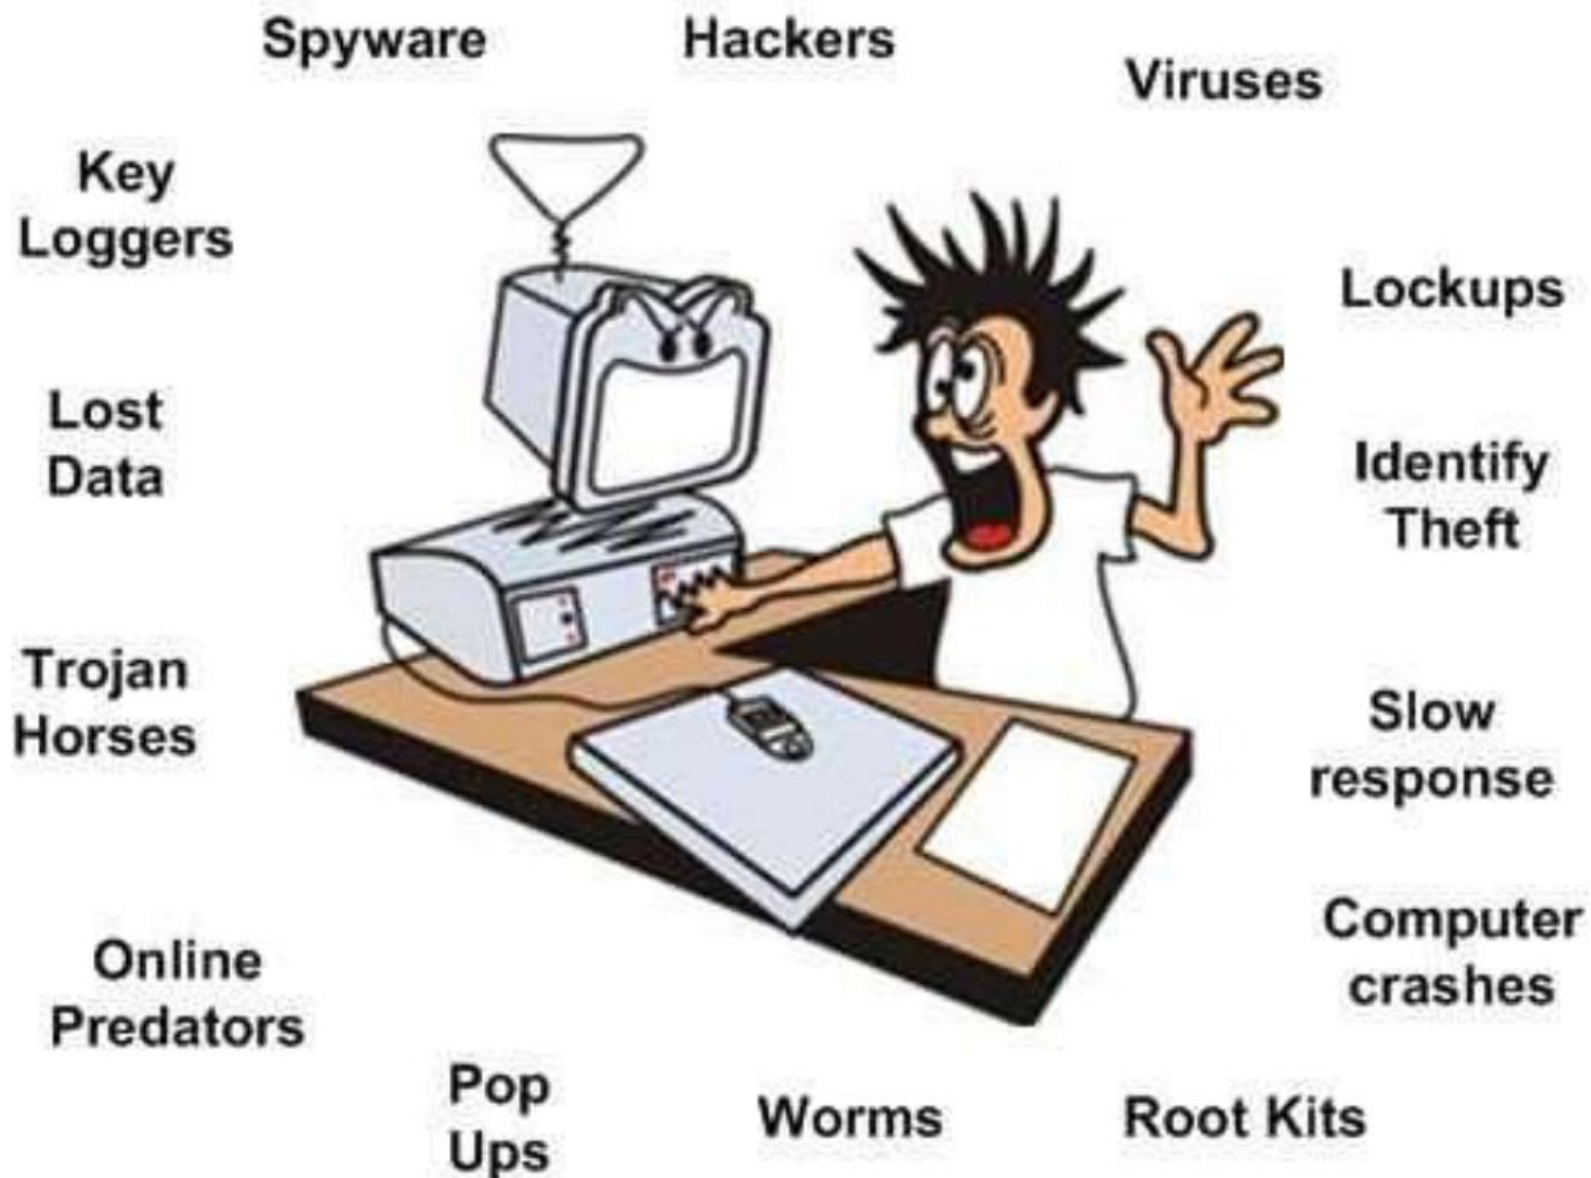 Spyware
Hackers
Viruses
Key
Loggers
Lockups
Lost
Data
Identify
Theft
Trojan
Horses
Slow
response
Computer
crashes
Online
Predators
Pop
Ups
Worms
Root Kits